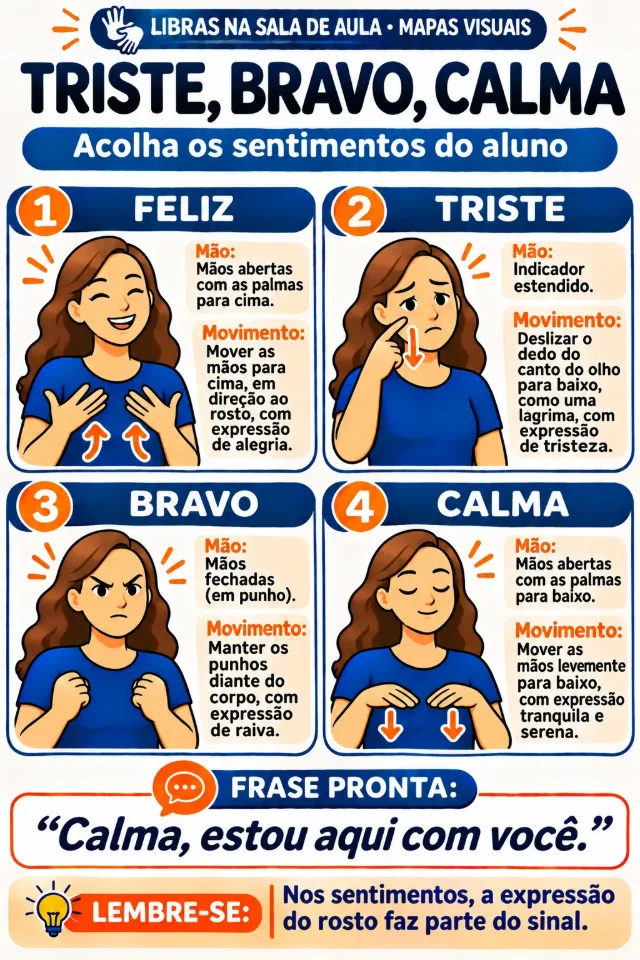 LIBRAS NA SALA DE AULA • MAPAS VISUAIS
TRISTE, BRAVO, CALMA
Acolha os sentimentos do aluno
1 FELIZ
Mão:
Mãos abertas
com as palmas
para cima.
Movimento:
Mover as
mãos para
cima, em
direção ao
rosto, com
expressão
de alegria.
2 TRISTE
Mão:
Indicador
estendido.
Movimento:
Deslizar o
dedo do
canto do olho
para baixo,
como uma
lagrima, com
expressão
de tristeza.
3 BRAVO
Mão:
Mãos
fechadas
(em punho).
Movimento:
Manter os
punhos
diante do
corpo, com
expressão
de raiva.
4 CALMA
Mão:
Mãos abertas
com as palmas
para baixo.
Movimento:
Mover as
mãos levemente
para baixo,
com expressão
tranquila e
serena.
FRASE PRONTA:
“Calma, estou aqui com você.”
LEMBRE-SE:
Nos sentimentos, a expressão
do rosto faz parte do sinal.